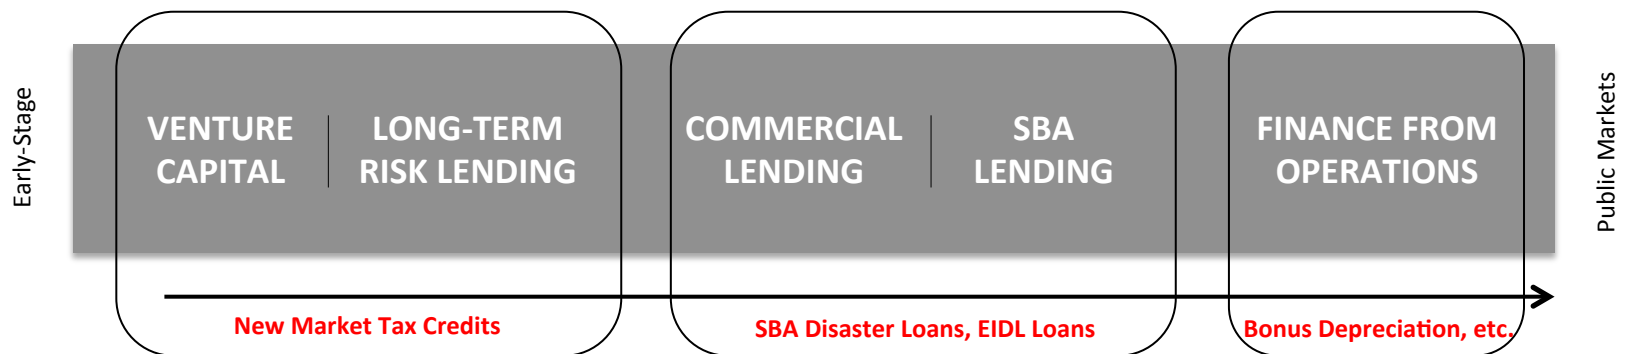 Early-Stage
VENTURE
CAPITAL
LONG-TERM
RISK LENDING
COMMERCIAL
LENDING
SBA
LENDING
FINANCE FROM
OPERATIONS
Public Markets
New Market Tax Credits
SBA Disaster Loans, EIDL Loans
Bonus Depreciation, etc.